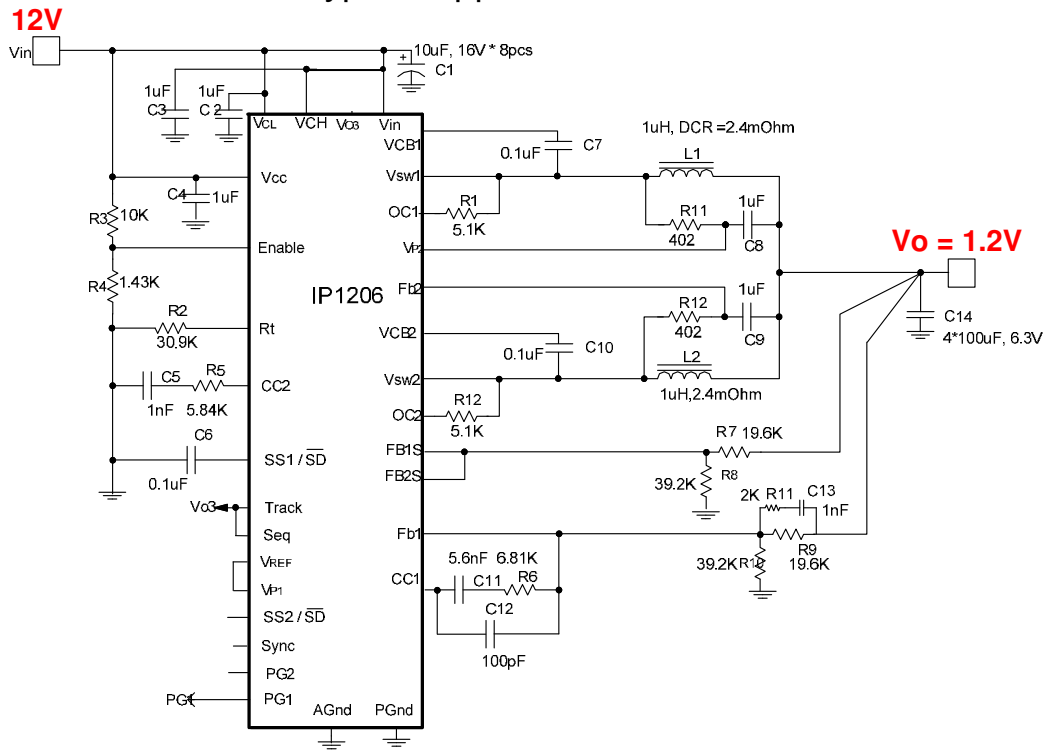 12V
Vin
10uF, 16V * 8pcs
C1
1uF
C3
1uF
C2
VCL
VCH
VO3
Vin
VCB1
0.1uF
C7
1uH, DCR =2.4mOhm
L1
Vcc
C4
1uF
Vsw1
R3
10K
OC1
R1
5.1K
R11
402
1uF
C8
Enable
VP2
Vo = 1.2V
R4
1.43K
IP1206
Fb2
1uF
R12
402
C9
C14
4*100uF, 6.3V
R2
30.9K
Rt
VCB2
0.1uF
C10
L2
1uH,2.4mOhm
C5
1nF
R5
5.84K
CC2
Vsw2
OC2
R12
5.1K
C6
0.1uF
SS1/SD
FB1S
FB2S
R7 19.6K
39.2K
R8
Vo3
Track
Seq
Fb1
2K
R11
C13
1nF
R9
19.6K
39.2K
R10
VREF
VP1
CC1
5.6nF
6.81K
C11
R6
C12
100pF
SS2/SD
Sync
PG2
PG1
PG1
AGnd
PGnd